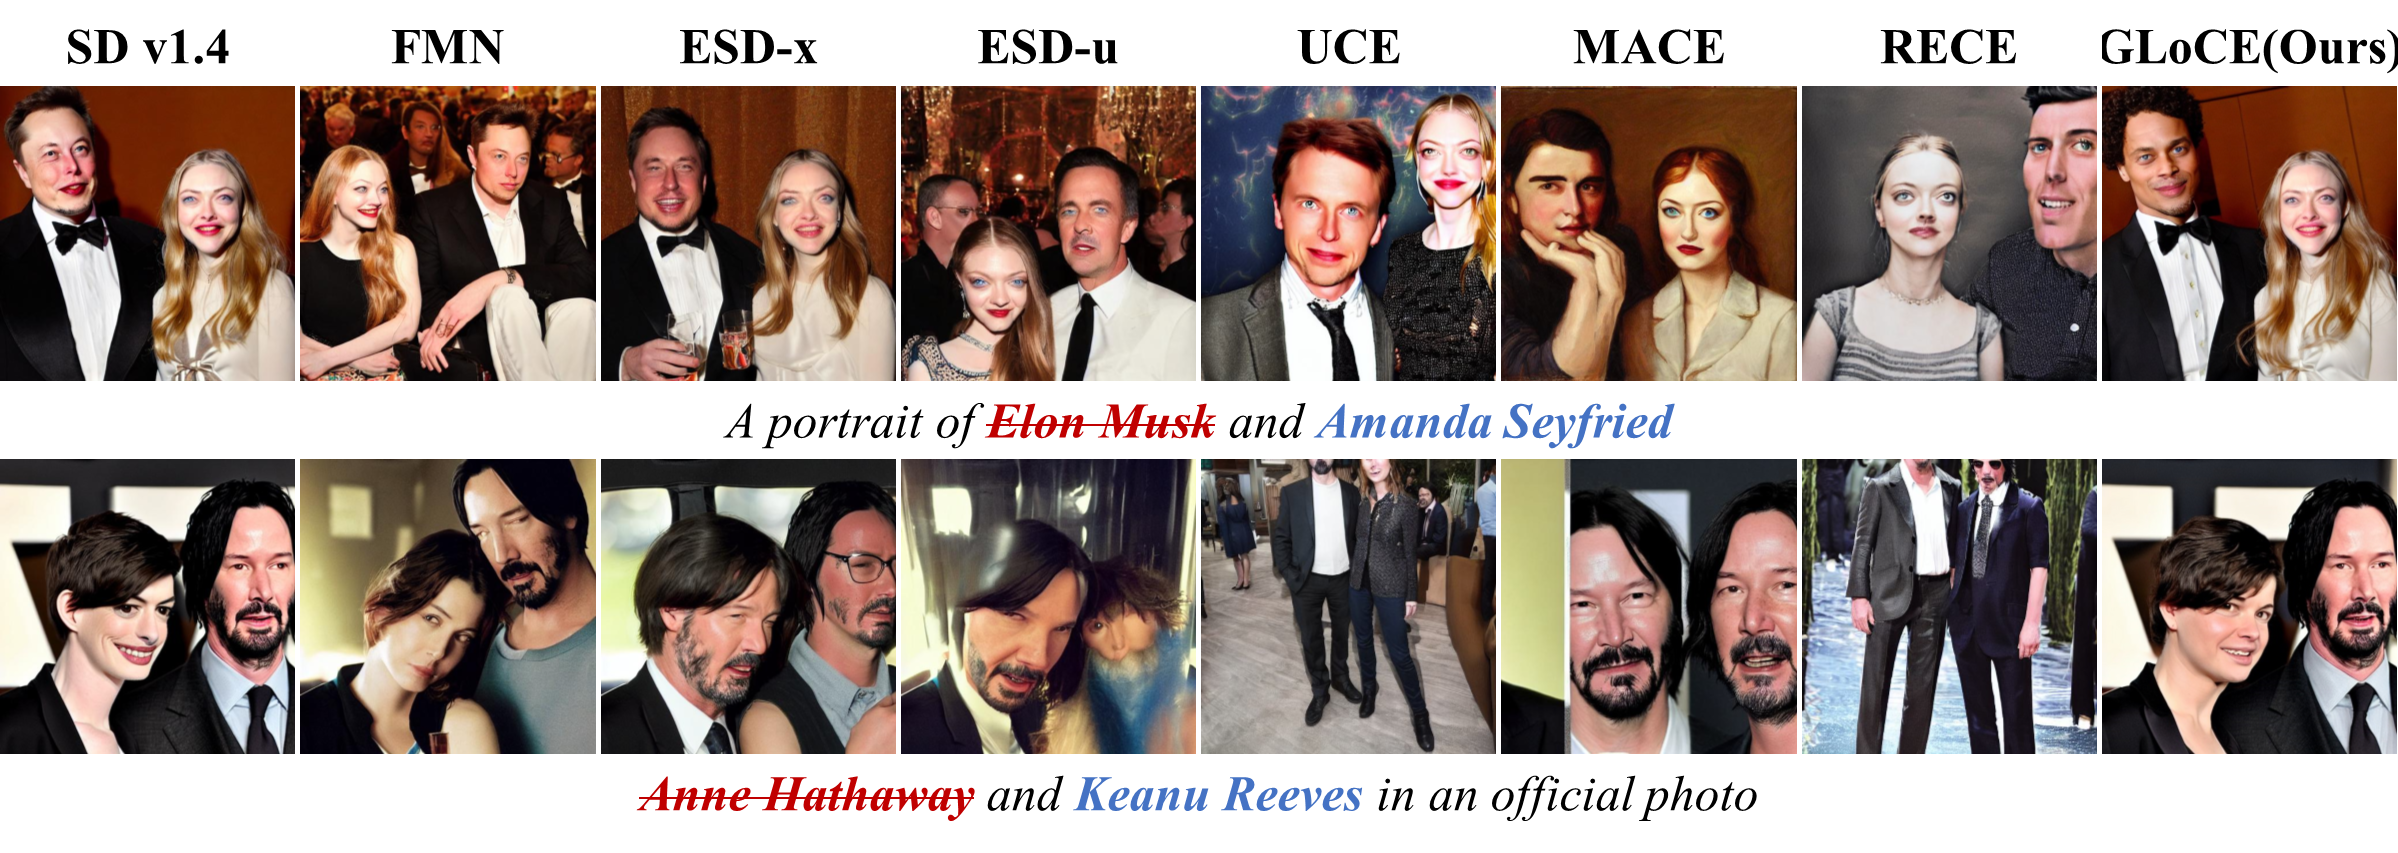 SD v1.4 FMN ESD-x ESD-u UCE MACE RECE GLoCE(Ours)
A portrait of Elon Musk and Amanda Seyfried
Anne Hathaway and Keanu Reeves in an official photo